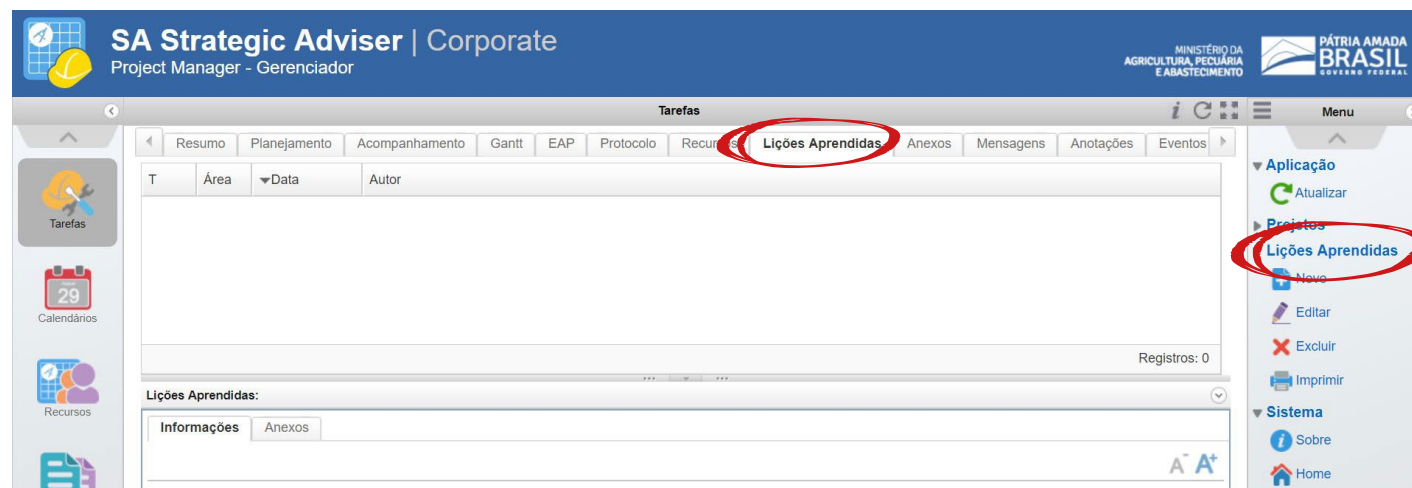 SA Strategic Adviser | Corporate
Project Manager - Gerenciador
MINISTÉRIO DA
AGRICULTURA, PECUÁRIA
E ABASTECIMENTO
PÁTRIA AMADA
BRASIL
GOVERNO FEDERAL
Tarefas
Menu
Resumo Planejamento Acompanhamento Gantt EAP Protocolo Recursos Lições Aprendidas Anexos Mensagens Anotações Eventos
T Área Data Autor
Registros: 0
Lições Aprendidas:
Informações Anexos
A- A+
Tarefas
29
Calendários
Recursos
Aplicação
Atualizar
Projetos
Lições Aprendidas
Novo
Editar
Excluir
Imprimir
Sistema
Sobre
Home